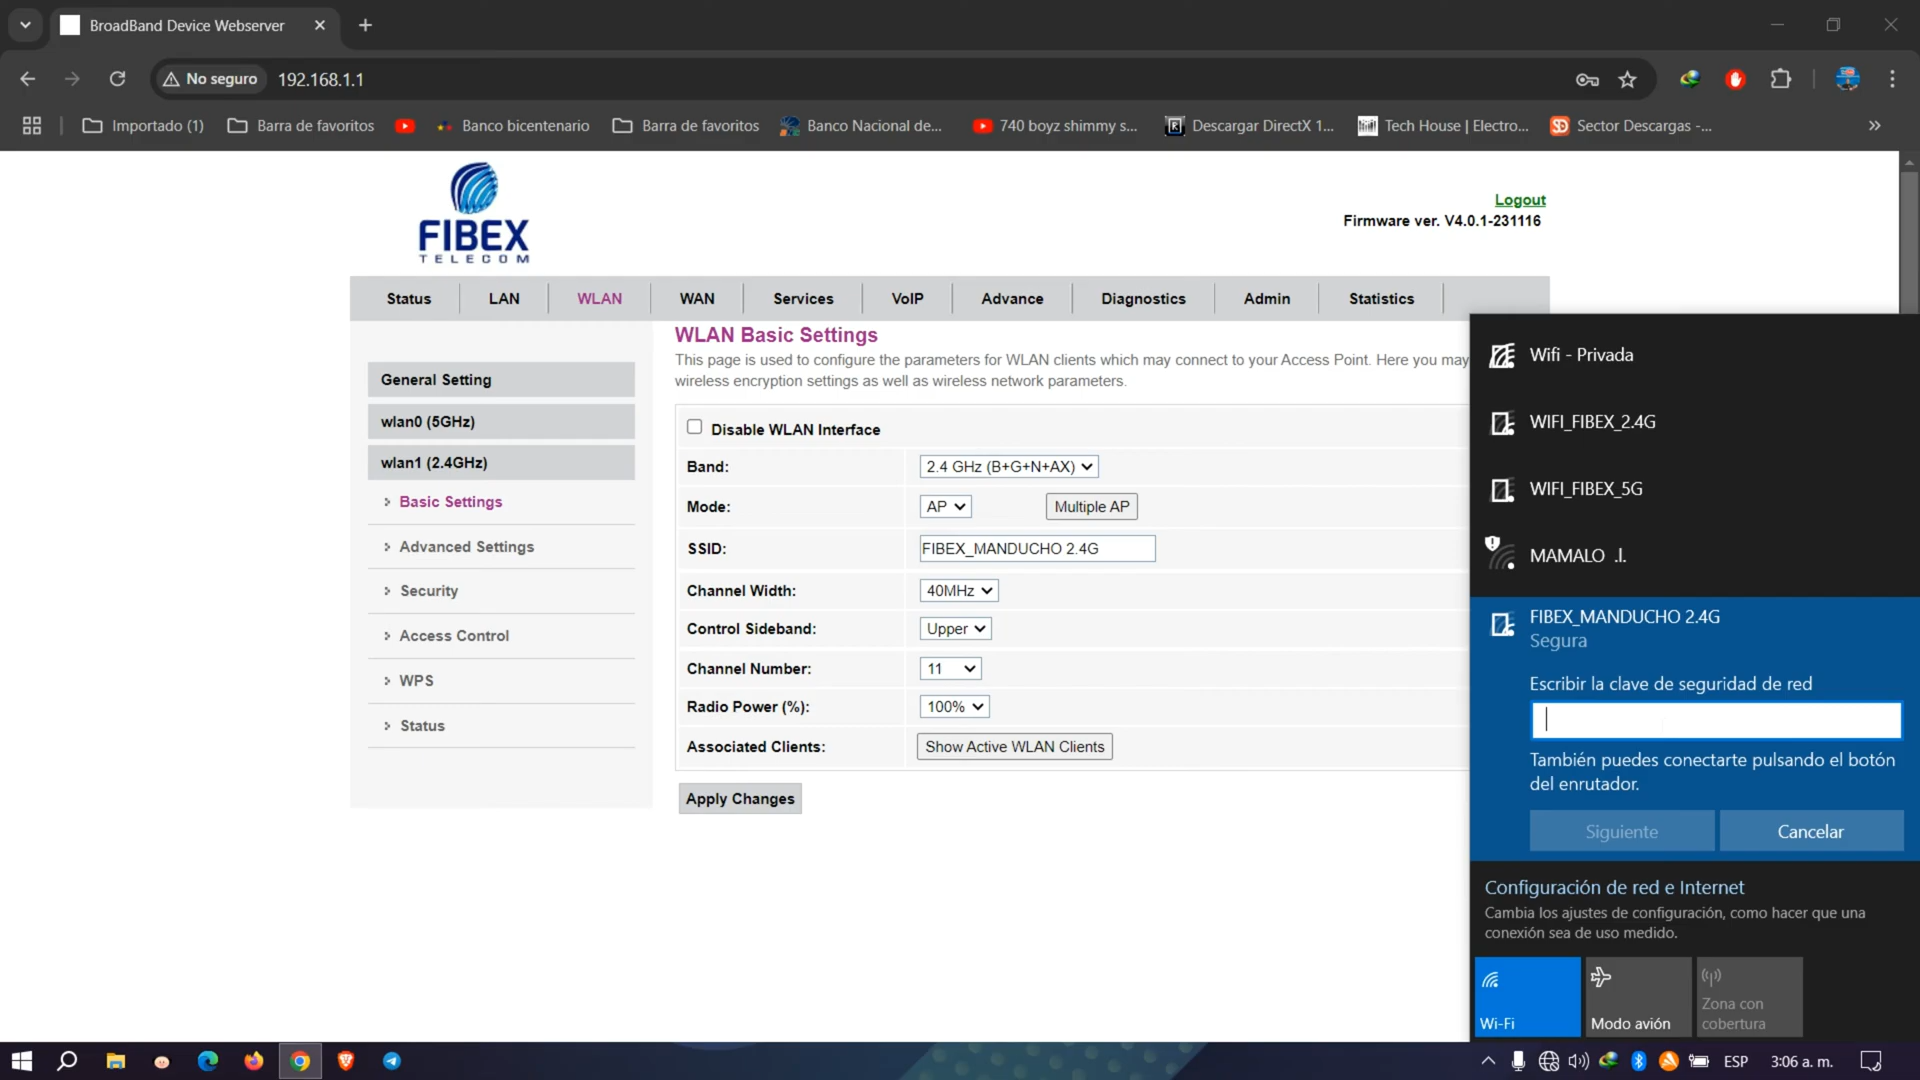 BroadBand Device Webserver
No seguro
192.168.1.1
Importado (1)
Barra de favoritos
Banco bicentenario
Barra de favoritos
Banco Nacional de...
740 boyz shimmy s...
Descargar DirectX 1...
Tech House | Electro...
Sector Descargas -...
FIBEX
TELECOM
Logout
Firmware ver. V4.0.1-231116
Status
LAN
WLAN
WAN
Services
VoIP
Advance
Diagnostics
Admin
Statistics
General Setting
wlan0 (5GHz)
wlan1 (2.4GHz)
Basic Settings
Advanced Settings
Security
Access Control
WPS
Status
WLAN Basic Settings
This page is used to configure the parameters for WLAN clients which may connect to your Access Point. Here you may
wireless encryption settings as well as wireless network parameters.
Disable WLAN Interface
Band: 2.4 GHz (B+G+N+AX)
Mode: AP Multiple AP
SSID: FIBEX_MANDUCHO 2.4G
Channel Width: 40MHz
Control Sideband: Upper
Channel Number: 11
Radio Power (%): 100%
Associated Clients: Show Active WLAN Clients
Apply Changes
Wifi - Privada
WIFI_FIBEX_2.4G
WIFI_FIBEX_5G
MAMALO .l.
FIBEX_MANDUCHO 2.4G
Segura
Escribir la clave de seguridad de red
También puedes conectarte pulsando el botón
del enrutador.
Siguiente
Cancelar
Configuración de red e Internet
Cambia los ajustes de configuración, como hacer que una
conexión sea de uso medido.
Wi-Fi
Modo avión
Zona con
cobertura
ESP
3:06 a. m.